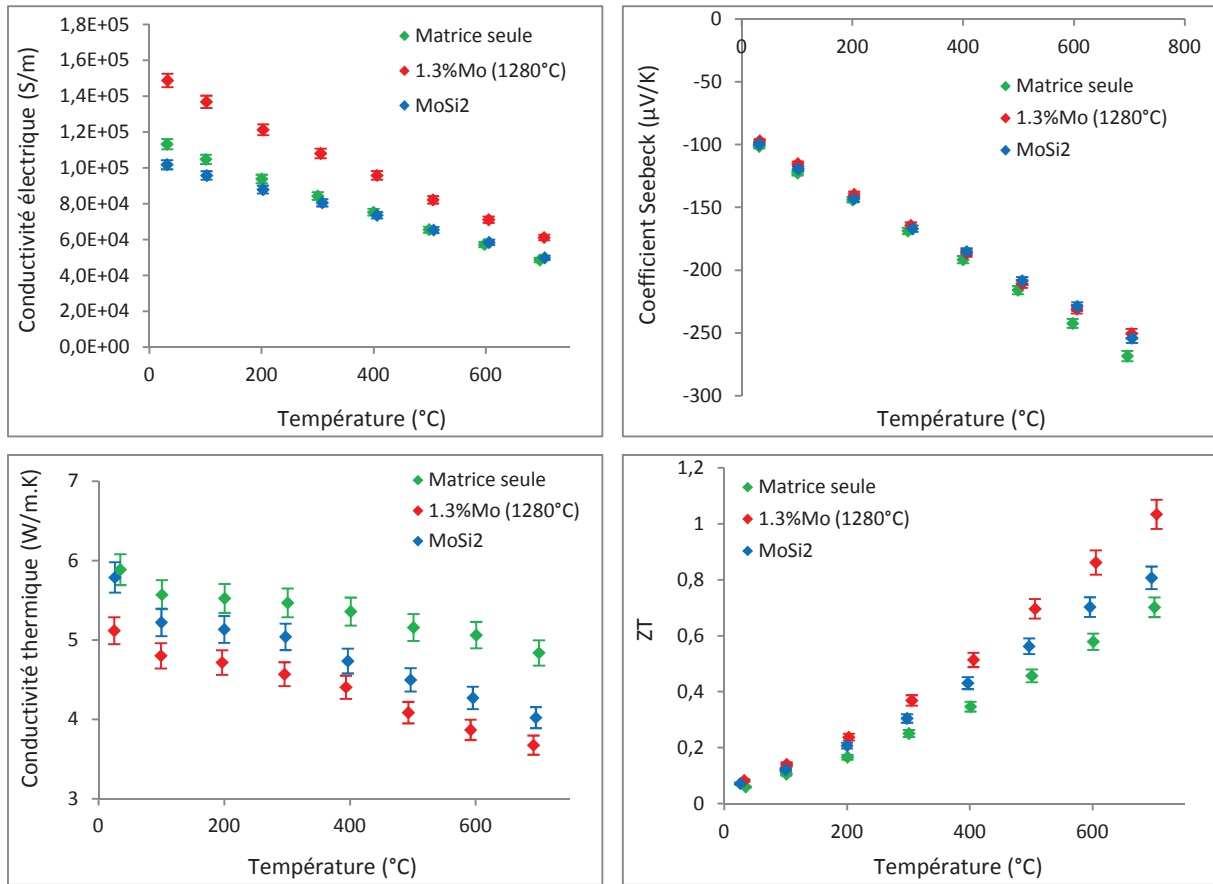 Conductivité électrique (S/m)
1,8E+05
1,6E+05
1,4E+05
1,2E+05
1,0E+05
8,0E+04
6,0E+04
4,0E+04
2,0E+04
0,0E+00
0 200 400 600
Température (°C)
Matrice seule
1.3%Mo (1280°C)
MoSi2
Coefficient Seebeck (µV/K)
0 200 400 600 800
0
-50
-100
-150
-200
-250
-300
Matrice seule
1.3%Mo (1280°C)
MoSi2
Température (°C)
Conductivité thermique (W/m.K)
7
6
5
4
3
0 200 400 600
Température (°C)
Matrice seule
1.3%Mo (1280°C)
MoSi2
ZT
1,2
1
0,8
0,6
0,4
0,2
0
0 200 400 600
Température (°C)
Matrice seule
1.3%Mo (1280°C)
MoSi2